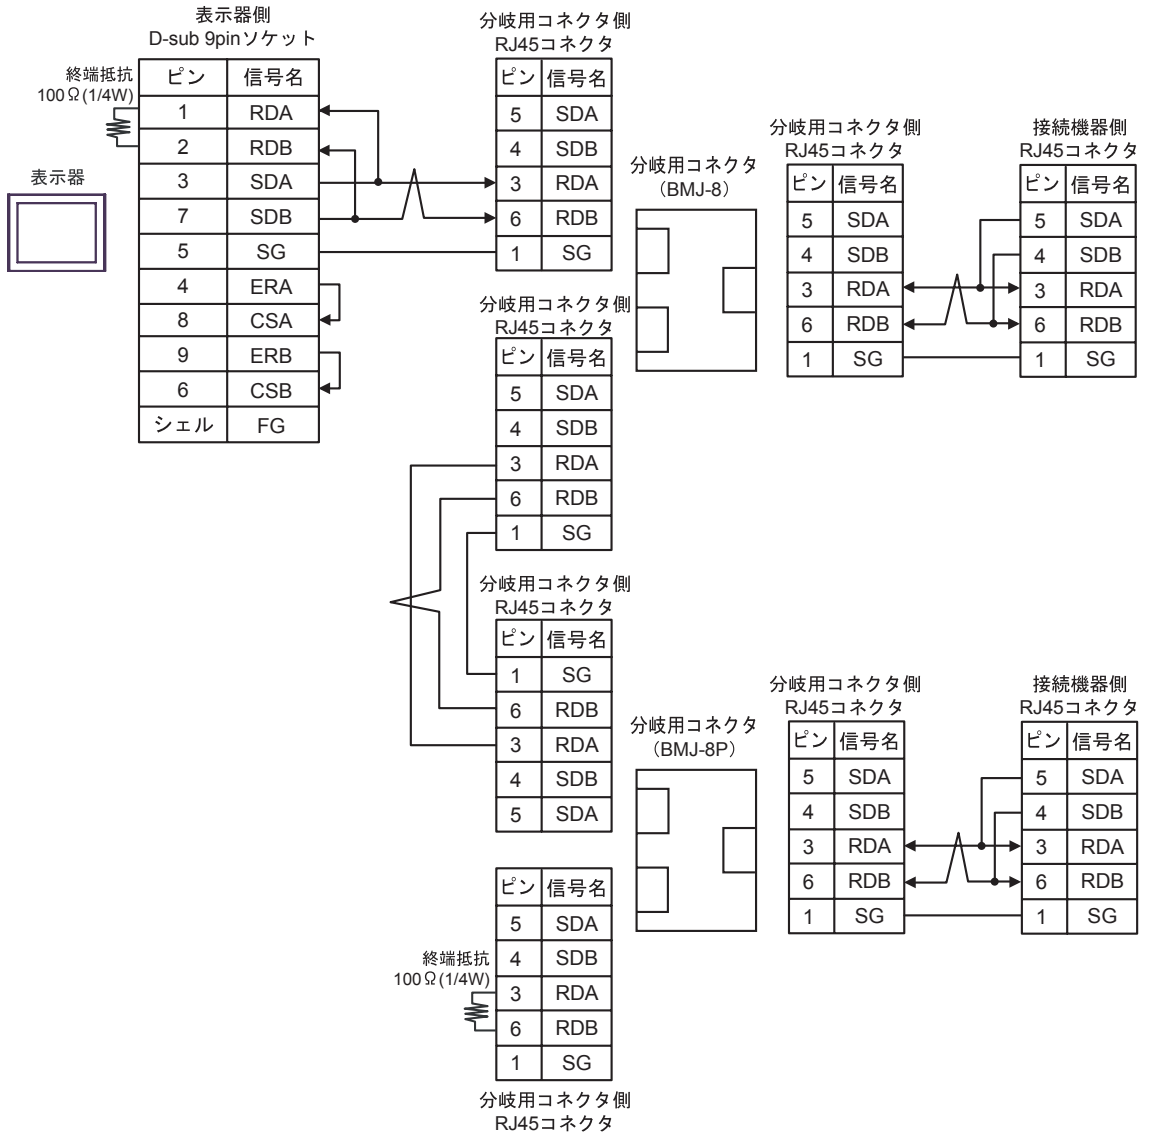 表示器側
D-sub 9pinソケット
終端抵抗
100Ω(1/4W)
ピン 信号名
1 RDA
2 RDB
3 SDA
7 SDB
5 SG
4 ERA
8 CSA
9 ERB
6 CSB
シェル FG
表示器
分岐用コネクタ側
RJ45コネクタ
ピン 信号名
5 SDA
4 SDB
3 RDA
6 RDB
1 SG
分岐用コネクタ
（BMJ-8）
分岐用コネクタ側
RJ45コネクタ
ピン 信号名
5 SDA
4 SDB
3 RDA
6 RDB
1 SG
接続機器側
RJ45コネクタ
ピン 信号名
5 SDA
4 SDB
3 RDA
6 RDB
1 SG
分岐用コネクタ側
RJ45コネクタ
ピン 信号名
5 SDA
4 SDB
3 RDA
6 RDB
1 SG
分岐用コネクタ側
RJ45コネクタ
ピン 信号名
1 SG
6 RDB
3 RDA
4 SDB
5 SDA
分岐用コネクタ
（BMJ-8P）
分岐用コネクタ側
RJ45コネクタ
ピン 信号名
5 SDA
4 SDB
3 RDA
6 RDB
1 SG
接続機器側
RJ45コネクタ
ピン 信号名
5 SDA
4 SDB
3 RDA
6 RDB
1 SG
終端抵抗
100Ω(1/4W)
ピン 信号名
5 SDA
4 SDB
3 RDA
6 RDB
1 SG
分岐用コネクタ側
RJ45コネクタ